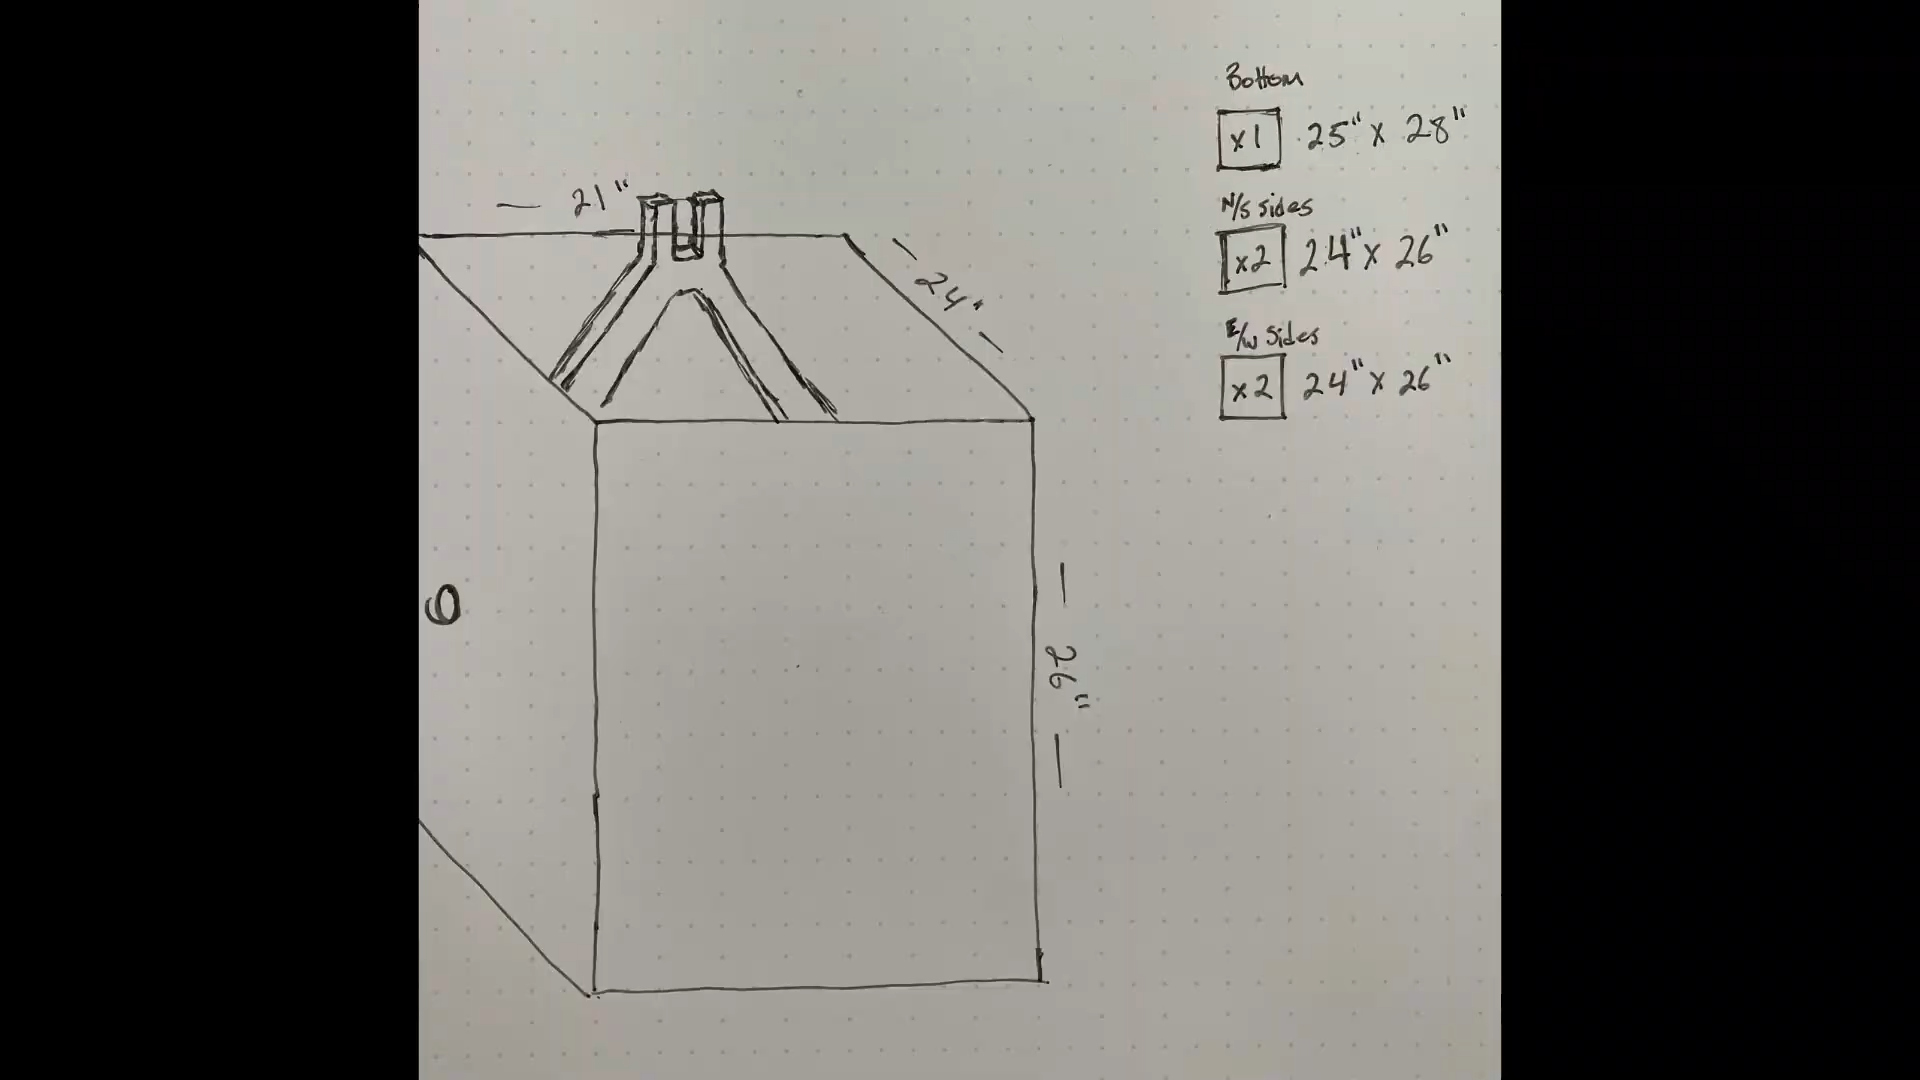 Bottom
x1 25" x 28"
N/S sides
x2 24" x 26"
E/W sides
x2 24" x 26"
21"
24"
26"